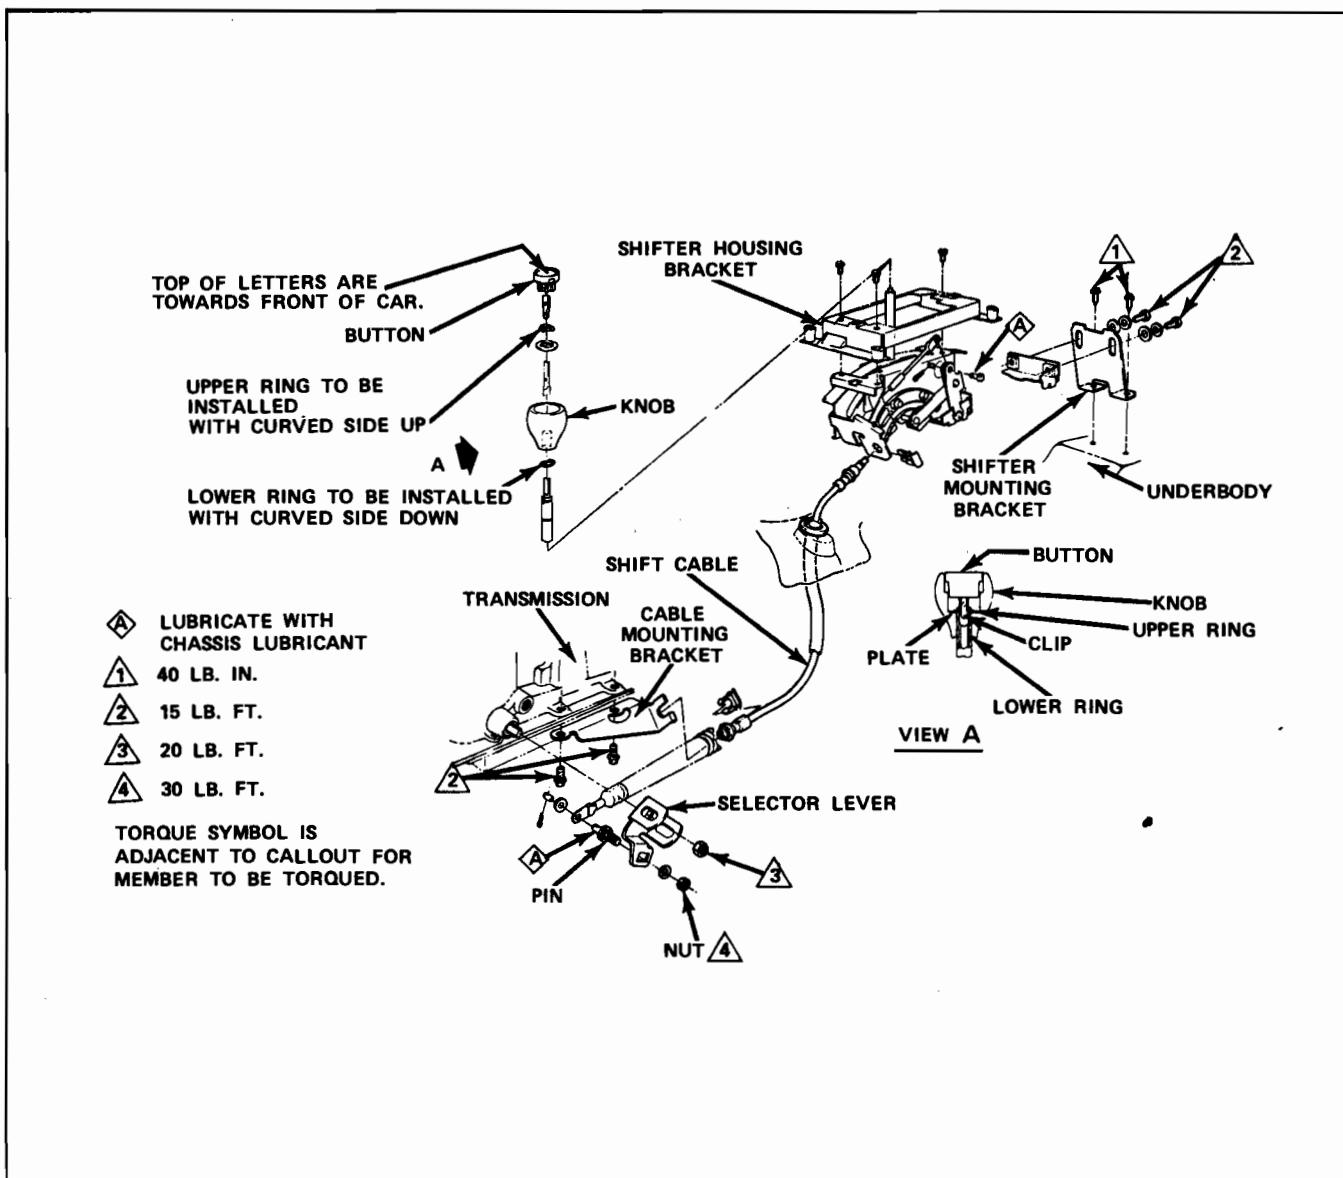 TOP OF LETTERS ARE
TOWARDS FRONT OF CAR.
BUTTON
UPPER RING TO BE
INSTALLED
WITH CURVED SIDE UP
KNOB
A
LOWER RING TO BE INSTALLED
WITH CURVED SIDE DOWN
SHIFTER HOUSING
BRACKET
A
1
2
SHIFTER
MOUNTING
BRACKET
UNDERBODY
SHIFT CABLE
TRANSMISSION
CABLE
MOUNTING
BRACKET
BUTTON
KNOB
UPPER RING
CLIP
PLATE
LOWER RING
VIEW A
A LUBRICATE WITH
CHASSIS LUBRICANT
1 40 LB. IN.
2 15 LB. FT.
3 20 LB. FT.
4 30 LB. FT.
TORQUE SYMBOL IS
ADJACENT TO CALLOUT FOR
MEMBER TO BE TORQUED.
2
SELECTOR LEVER
A
PIN
3
NUT 4